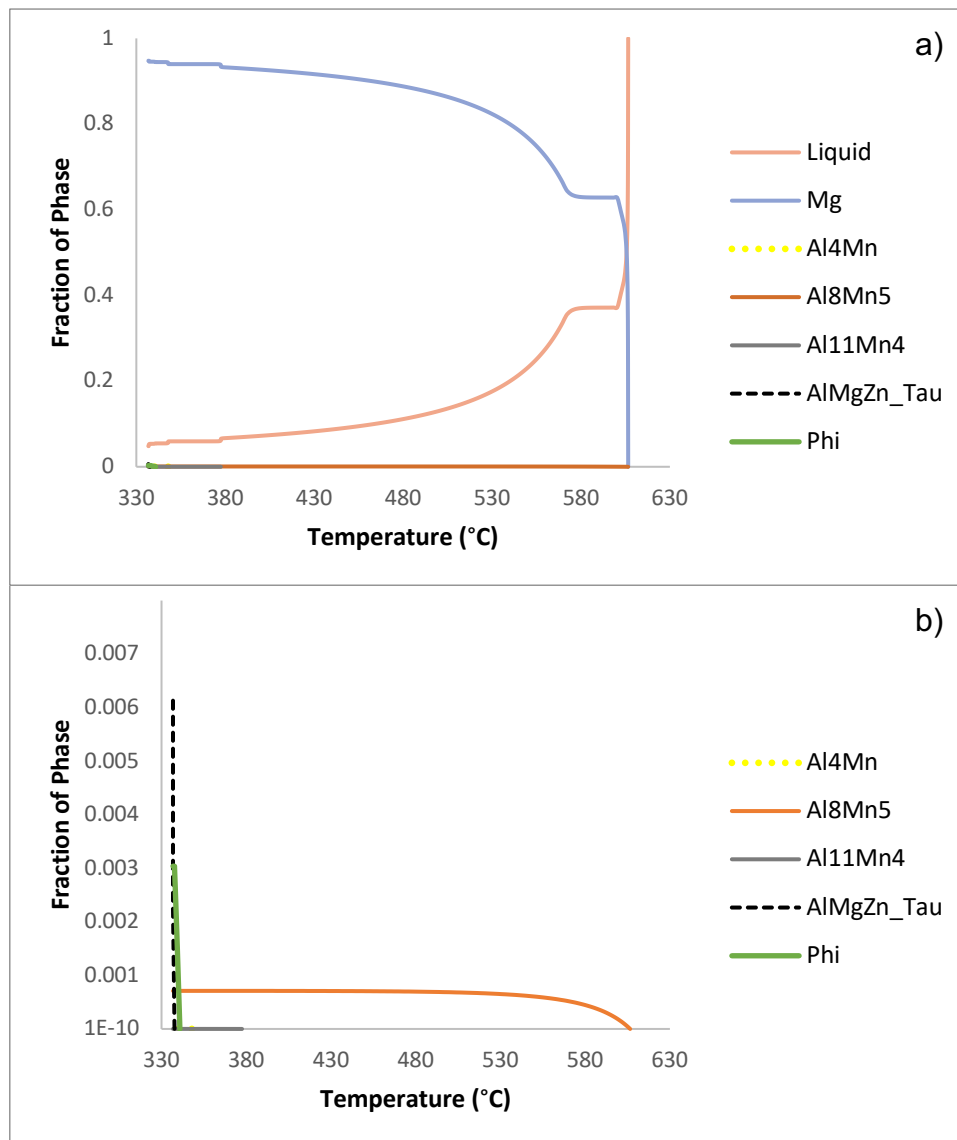 a)
1
0.8
0.6
0.4
0.2
0
Fraction of Phase
330 380 430 480 530 580 630
Temperature (°C)
Liquid
Mg
Al4Mn
Al8Mn5
Al11Mn4
AlMgZn_Tau
Phi
b)
0.007
0.006
0.005
0.004
0.003
0.002
0.001
1E-10
Fraction of Phase
330 380 430 480 530 580 630
Temperature (°C)
Al4Mn
Al8Mn5
Al11Mn4
AlMgZn_Tau
Phi